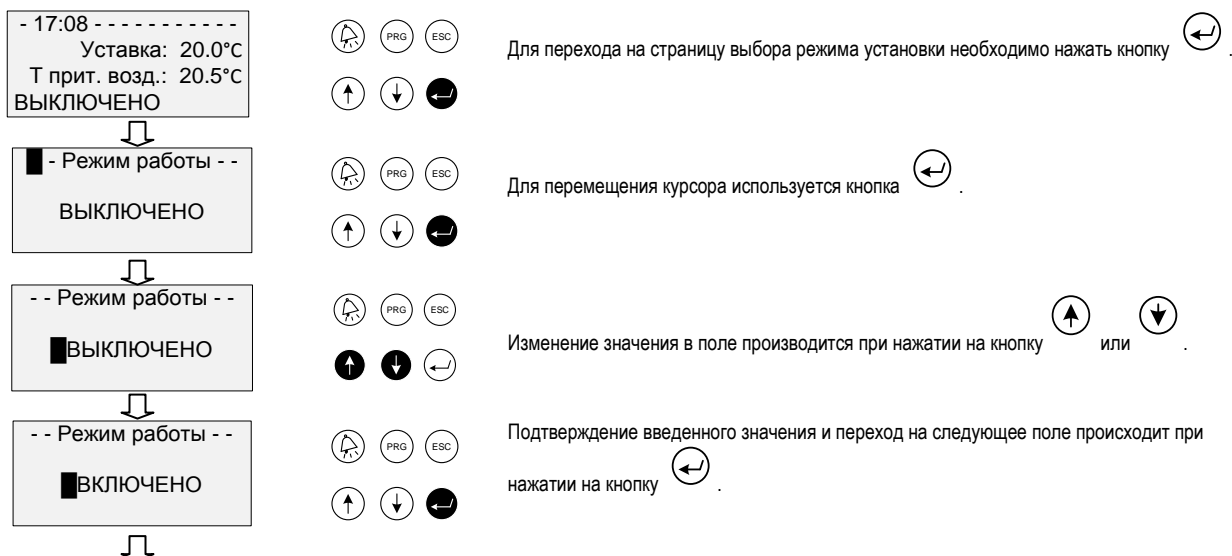 - 17:08 - - - - - - - - - - -
Уставка: 20.0°C
Т прит. возд.: 20.5°C
ВЫКЛЮЧЕНО
PRG ESC
Для перехода на страницу выбора режима установки необходимо нажать кнопку .
- Режим работы - -
ВЫКЛЮЧЕНО
PRG ESC
Для перемещения курсора используется кнопка .
- - Режим работы - -
ВЫКЛЮЧЕНО
PRG ESC
Изменение значения в поле производится при нажатии на кнопку или .
- - Режим работы - -
ВКЛЮЧЕНО
PRG ESC
Подтверждение введенного значения и переход на следующее поле происходит при
нажатии на кнопку .